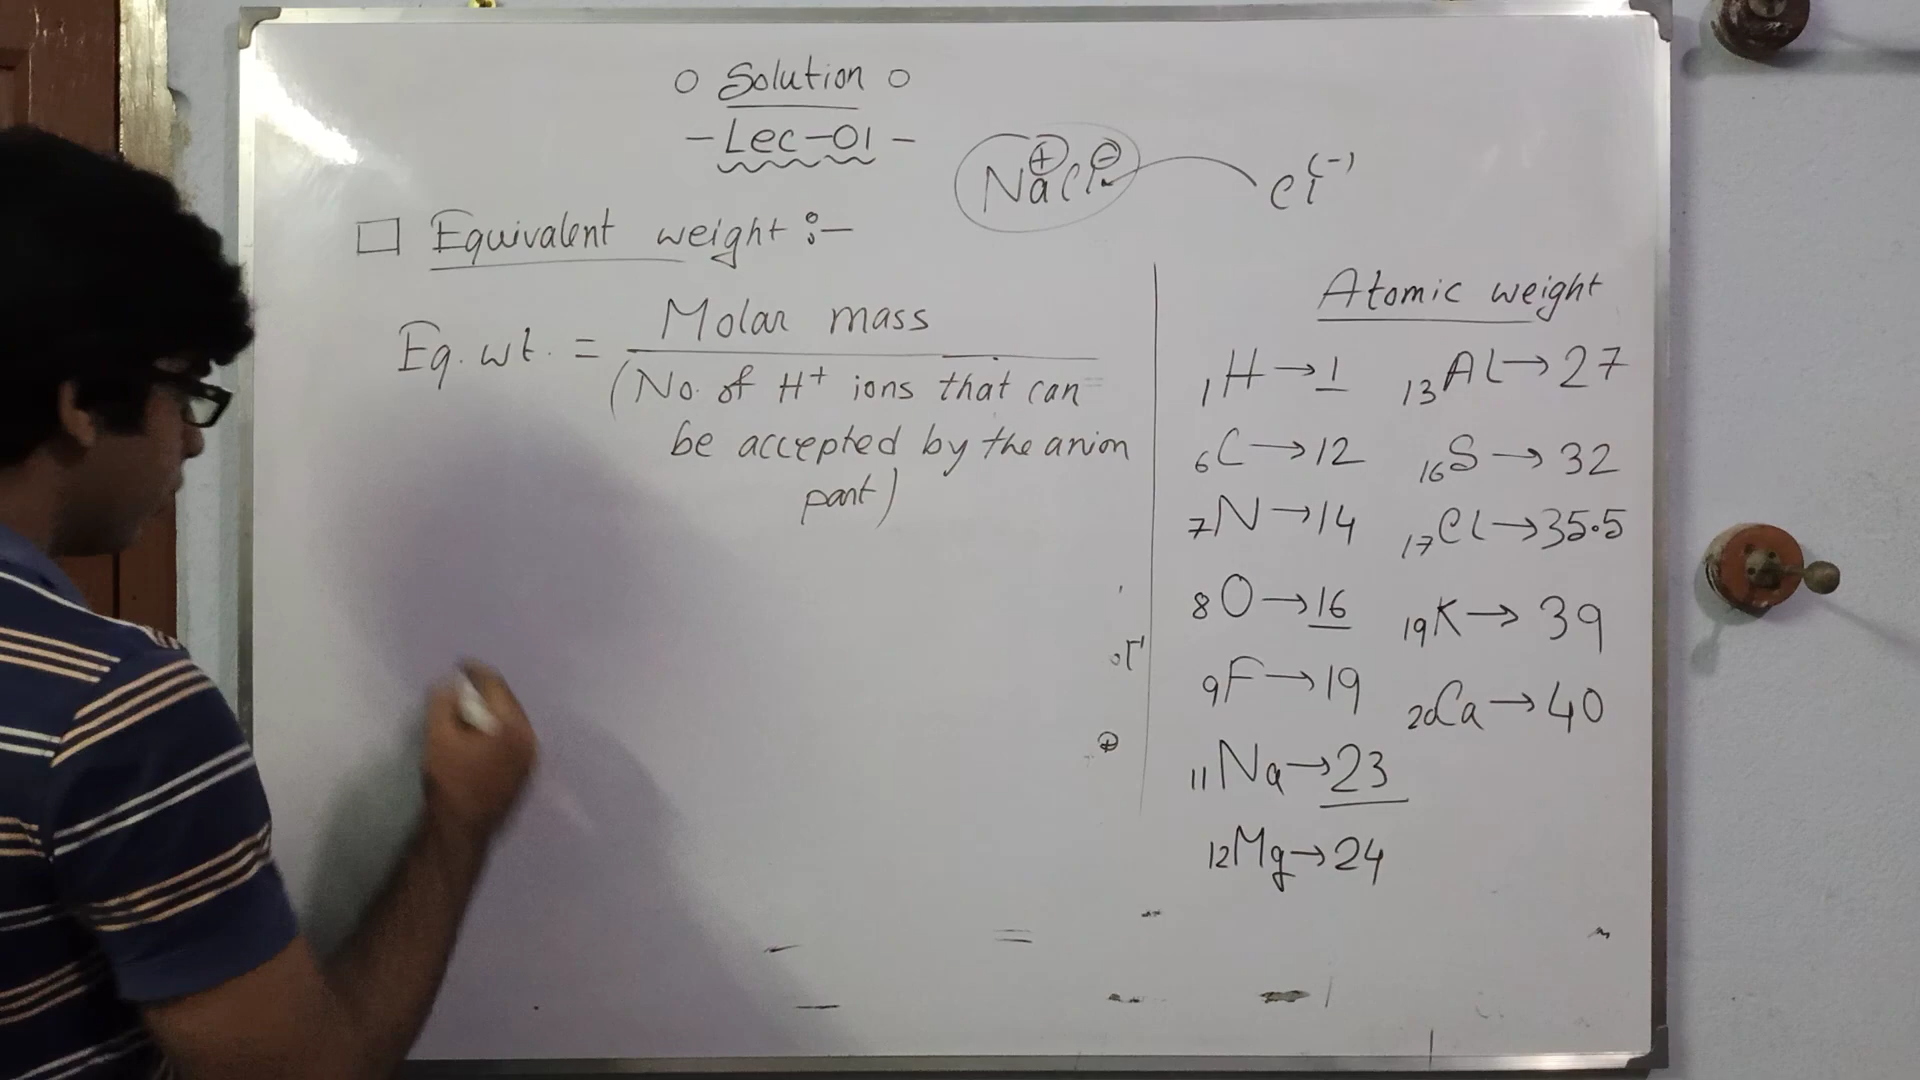 Solution
-Lec-01-
Na⊕Cl⊖ Cl(-)
Equivalent weight :-
Eq. wt. = Molar mass
(No. of H+ ions that can
be accepted by the anion
part)
Atomic weight
1H→1 13Al→27
6C→12 16S→32
7N→14 17Cl→35.5
8O→16 19K→39
9F→19 20Ca→40
11Na→23
12Mg→24